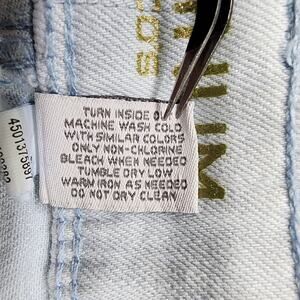 TURN INSIDE O
MACHINE WASH COLD
WITH SIMILAR COLORS
ONLY NON-CHLORINE
BLEACH WHEN NEEDED
TUMBLE DRY LOW
WARM IRON AS NEEDED
DO NOT DRY CLEAN